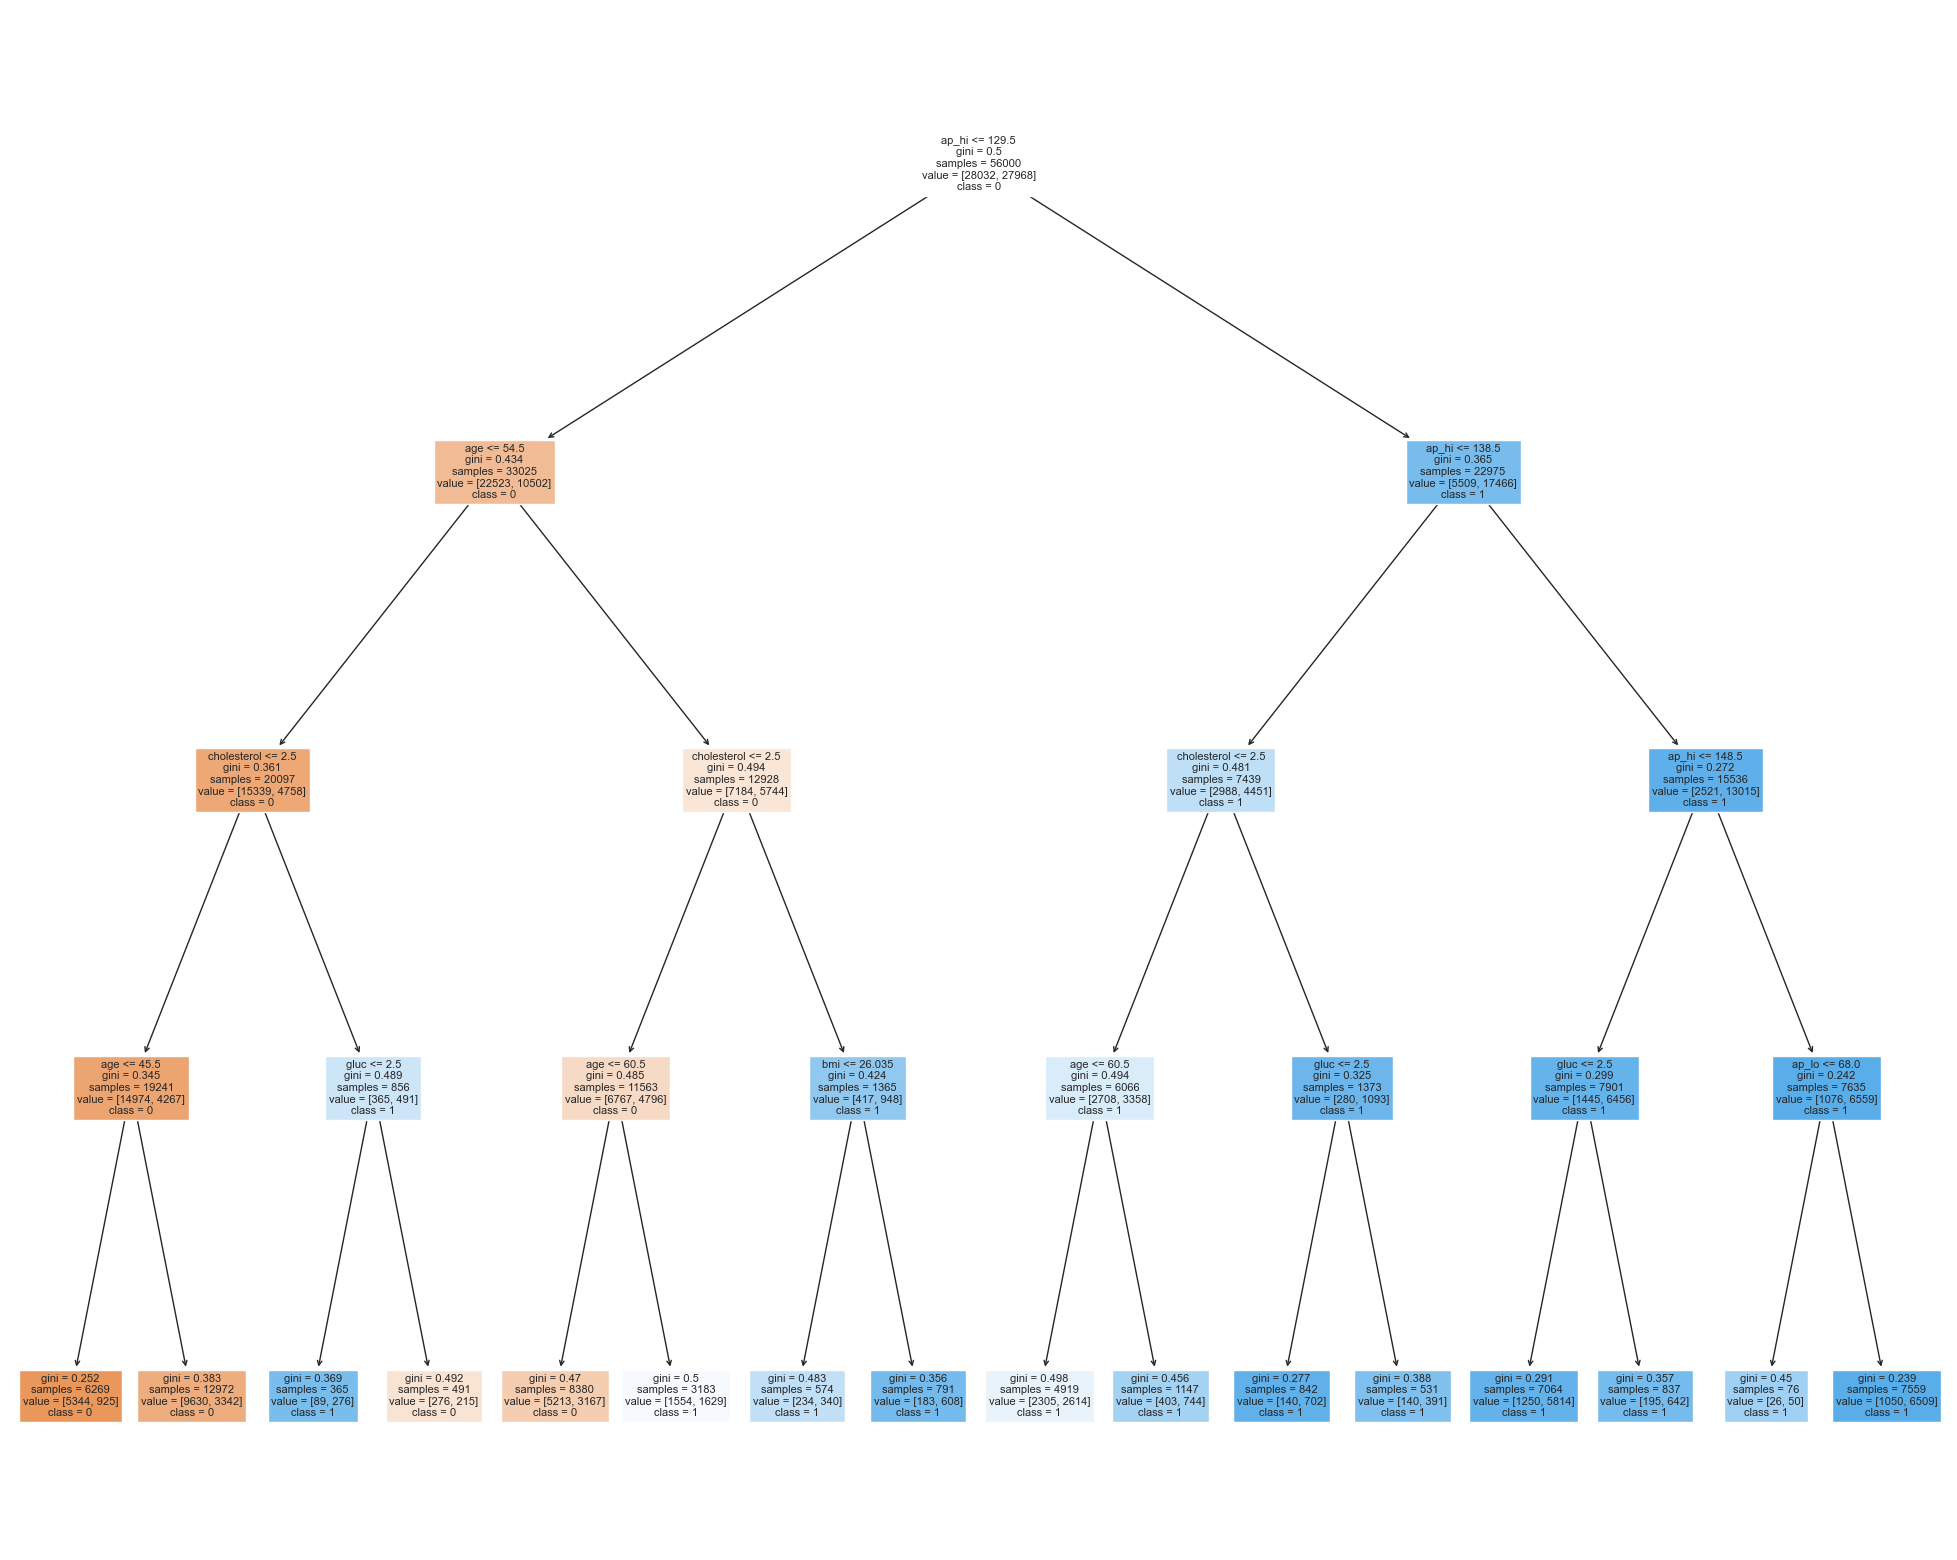 ap_hi <= 129.5
gini = 0.5
samples = 56000
value = [28032, 27968]
class = 0
age <= 54.5
gini = 0.434
samples = 33025
value = [22523, 10502]
class = 0
ap_hi <= 138.5
gini = 0.365
samples = 22975
value = [5509, 17466]
class = 1
cholesterol <= 2.5
gini = 0.361
samples = 20097
value = [15339, 4758]
class = 0
cholesterol <= 2.5
gini = 0.494
samples = 12928
value = [7184, 5744]
class = 0
cholesterol <= 2.5
gini = 0.481
samples = 7439
value = [2988, 4451]
class = 1
ap_hi <= 148.5
gini = 0.272
samples = 15536
value = [2521, 13015]
class = 1
age <= 45.5
gini = 0.345
samples = 19241
value = [14974, 4267]
class = 0
gluc <= 2.5
gini = 0.489
samples = 856
value = [365, 491]
class = 1
age <= 60.5
gini = 0.485
samples = 11563
value = [6767, 4796]
class = 0
bmi <= 26.035
gini = 0.424
samples = 1365
value = [417, 948]
class = 1
age <= 60.5
gini = 0.494
samples = 6066
value = [2708, 3358]
class = 1
gluc <= 2.5
gini = 0.325
samples = 1373
value = [280, 1093]
class = 1
gluc <= 2.5
gini = 0.299
samples = 7901
value = [1445, 6456]
class = 1
ap_lo <= 68.0
gini = 0.242
samples = 7635
value = [1076, 6559]
class = 1
gini = 0.252
samples = 6269
value = [5344, 925]
class = 0
gini = 0.383
samples = 12972
value = [9630, 3342]
class = 0
gini = 0.369
samples = 365
value = [89, 276]
class = 1
gini = 0.492
samples = 491
value = [276, 215]
class = 0
gini = 0.47
samples = 8380
value = [5213, 3167]
class = 0
gini = 0.5
samples = 3183
value = [1554, 1629]
class = 1
gini = 0.483
samples = 574
value = [234, 340]
class = 1
gini = 0.356
samples = 791
value = [183, 608]
class = 1
gini = 0.498
samples = 4919
value = [2305, 2614]
class = 1
gini = 0.456
samples = 1147
value = [403, 744]
class = 1
gini = 0.277
samples = 842
value = [140, 702]
class = 1
gini = 0.388
samples = 531
value = [140, 391]
class = 1
gini = 0.291
samples = 7064
value = [1250, 5814]
class = 1
gini = 0.357
samples = 837
value = [195, 642]
class = 1
gini = 0.45
samples = 76
value = [26, 50]
class = 1
gini = 0.239
samples = 7559
value = [1050, 6509]
class = 1